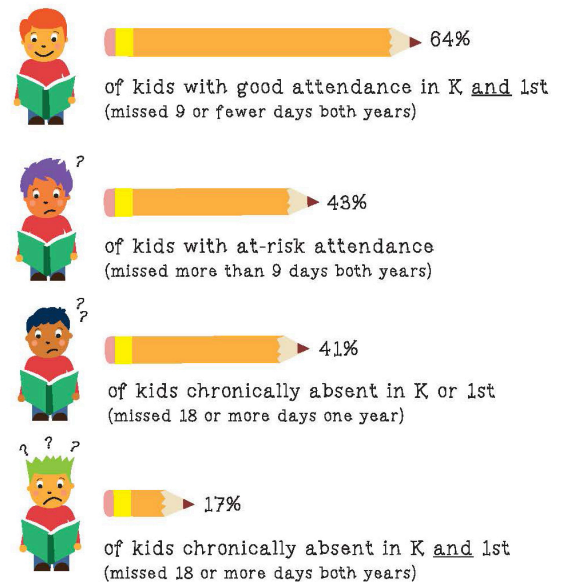 64%
of kids with good attendance in K and 1st
(missed 9 or fewer days both years)
?
43%
of kids with at-risk attendance
(missed more than 9 days both years)
?
?
41%
of kids chronically absent in K or 1st
(missed 18 or more days one year)
? ? ?
17%
of kids chronically absent in K and 1st
(missed 18 or more days both years)